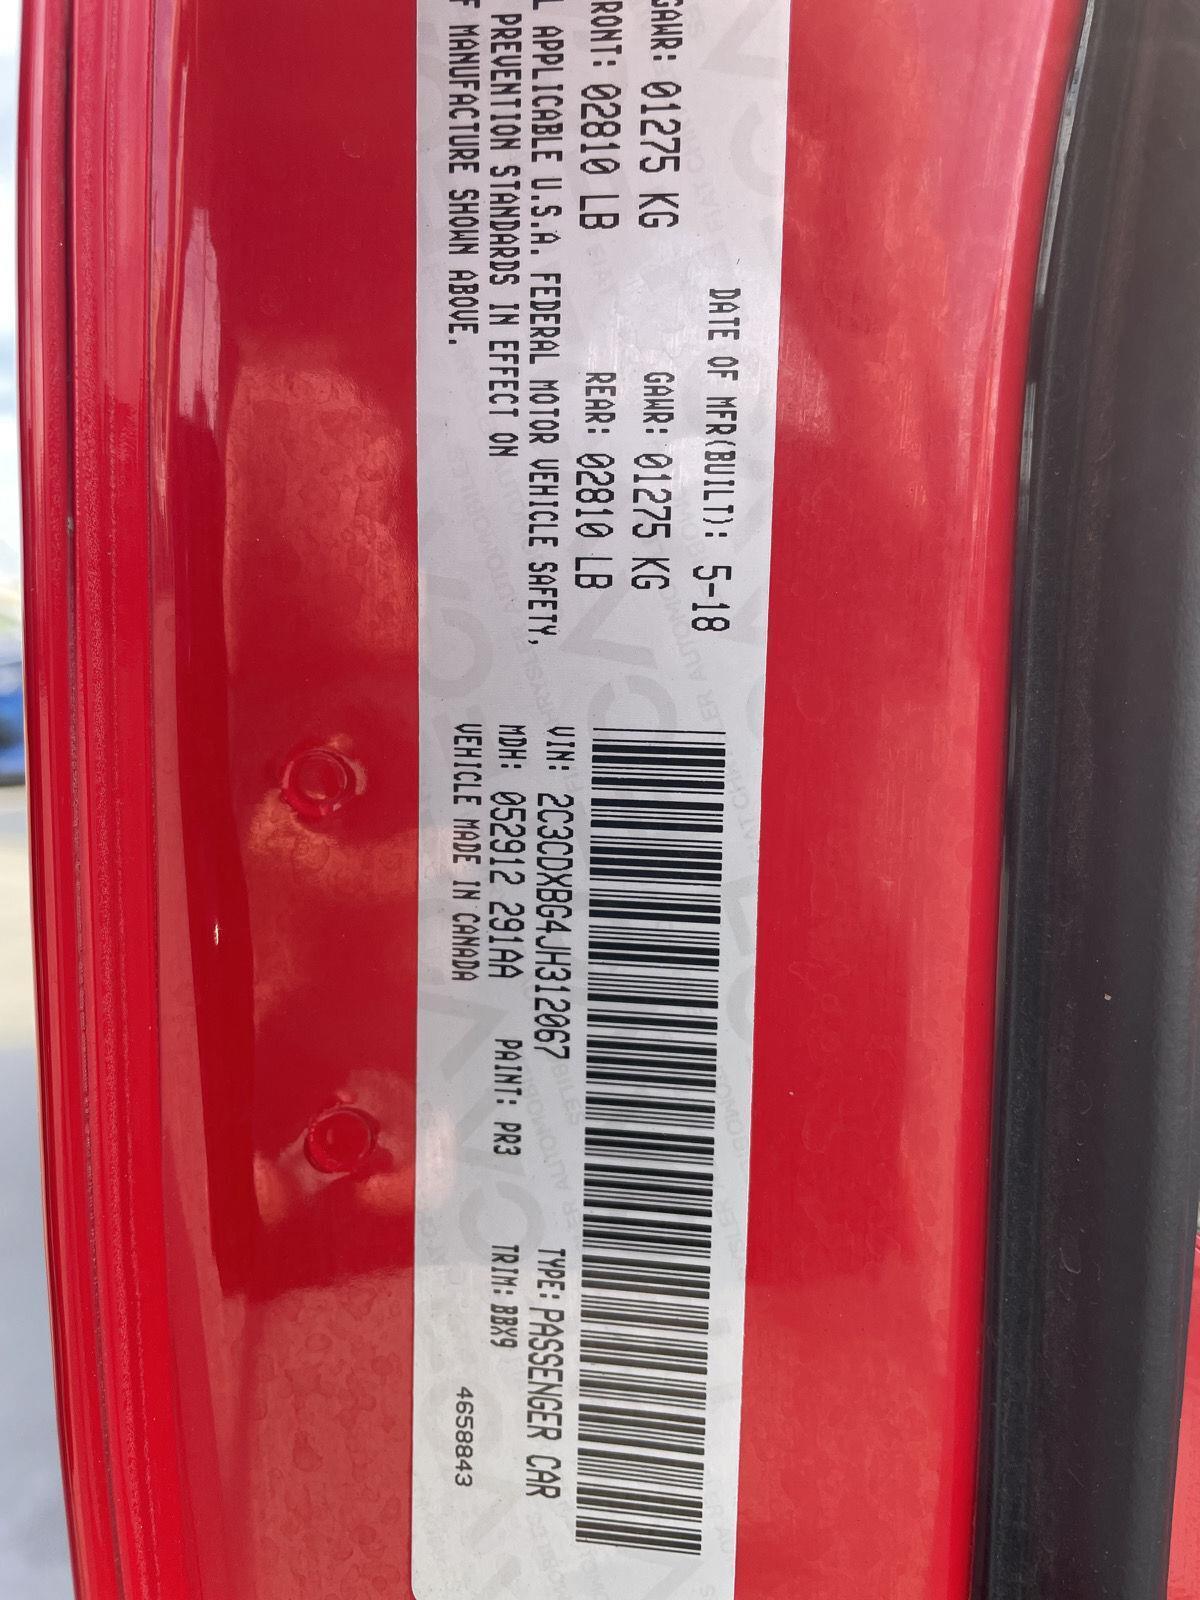 DATE OF MFR(BUILT): 5-18
GAWR: 01275 KG GAWR: 01275 KG
RONT: 02810 LB REAR: 02810 LB
L APPLICABLE U.S.A. FEDERAL MOTOR VEHICLE SAFETY,
PREVENTION STANDARDS IN EFFECT ON
F MANUFACTURE SHOWN ABOVE.
VIN: 2C3CDXBG4JH312067 TYPE: PASSENGER CAR
MDH: 052912 291AA PAINT: PR3 TRIM: BBX9
VEHICLE MADE IN CANADA 4658843